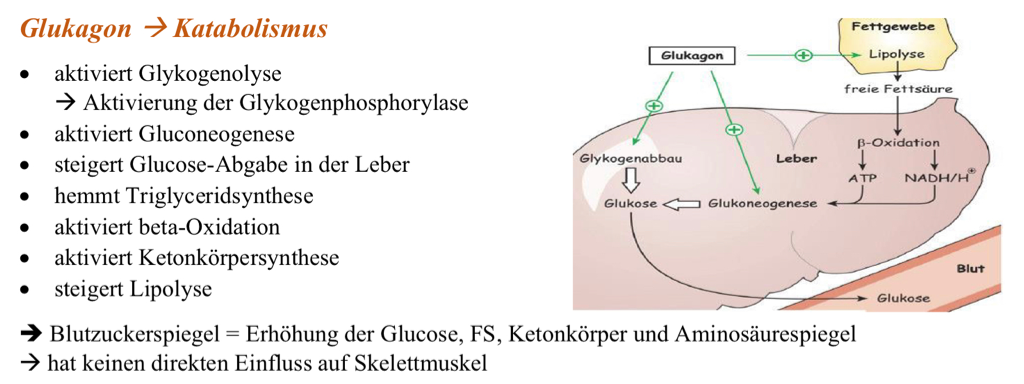 Glukagon → Katabolismus
• aktiviert Glykogenolyse
→ Aktivierung der Glykogenphosphorylase
• aktiviert Gluconeogenese
• steigert Glucose-Abgabe in der Leber
• hemmt Triglyceridsynthese
• aktiviert beta-Oxidation
• aktiviert Ketonkörpersynthese
• steigert Lipolyse
➔ Blutzuckerspiegel = Erhöhung der Glucose, FS, Ketonkörper und Aminosäurespiegel
→ hat keinen direkten Einfluss auf Skelettmuskel
Fettgewebe
Glukagon
+
Lipolyse
freie Fettsäure
+
+
β-Oxidation
Glykogenabbau
Leber
ATP
NADH/H⊕
Glukose
Glukoneogenese
Blut
Glukose